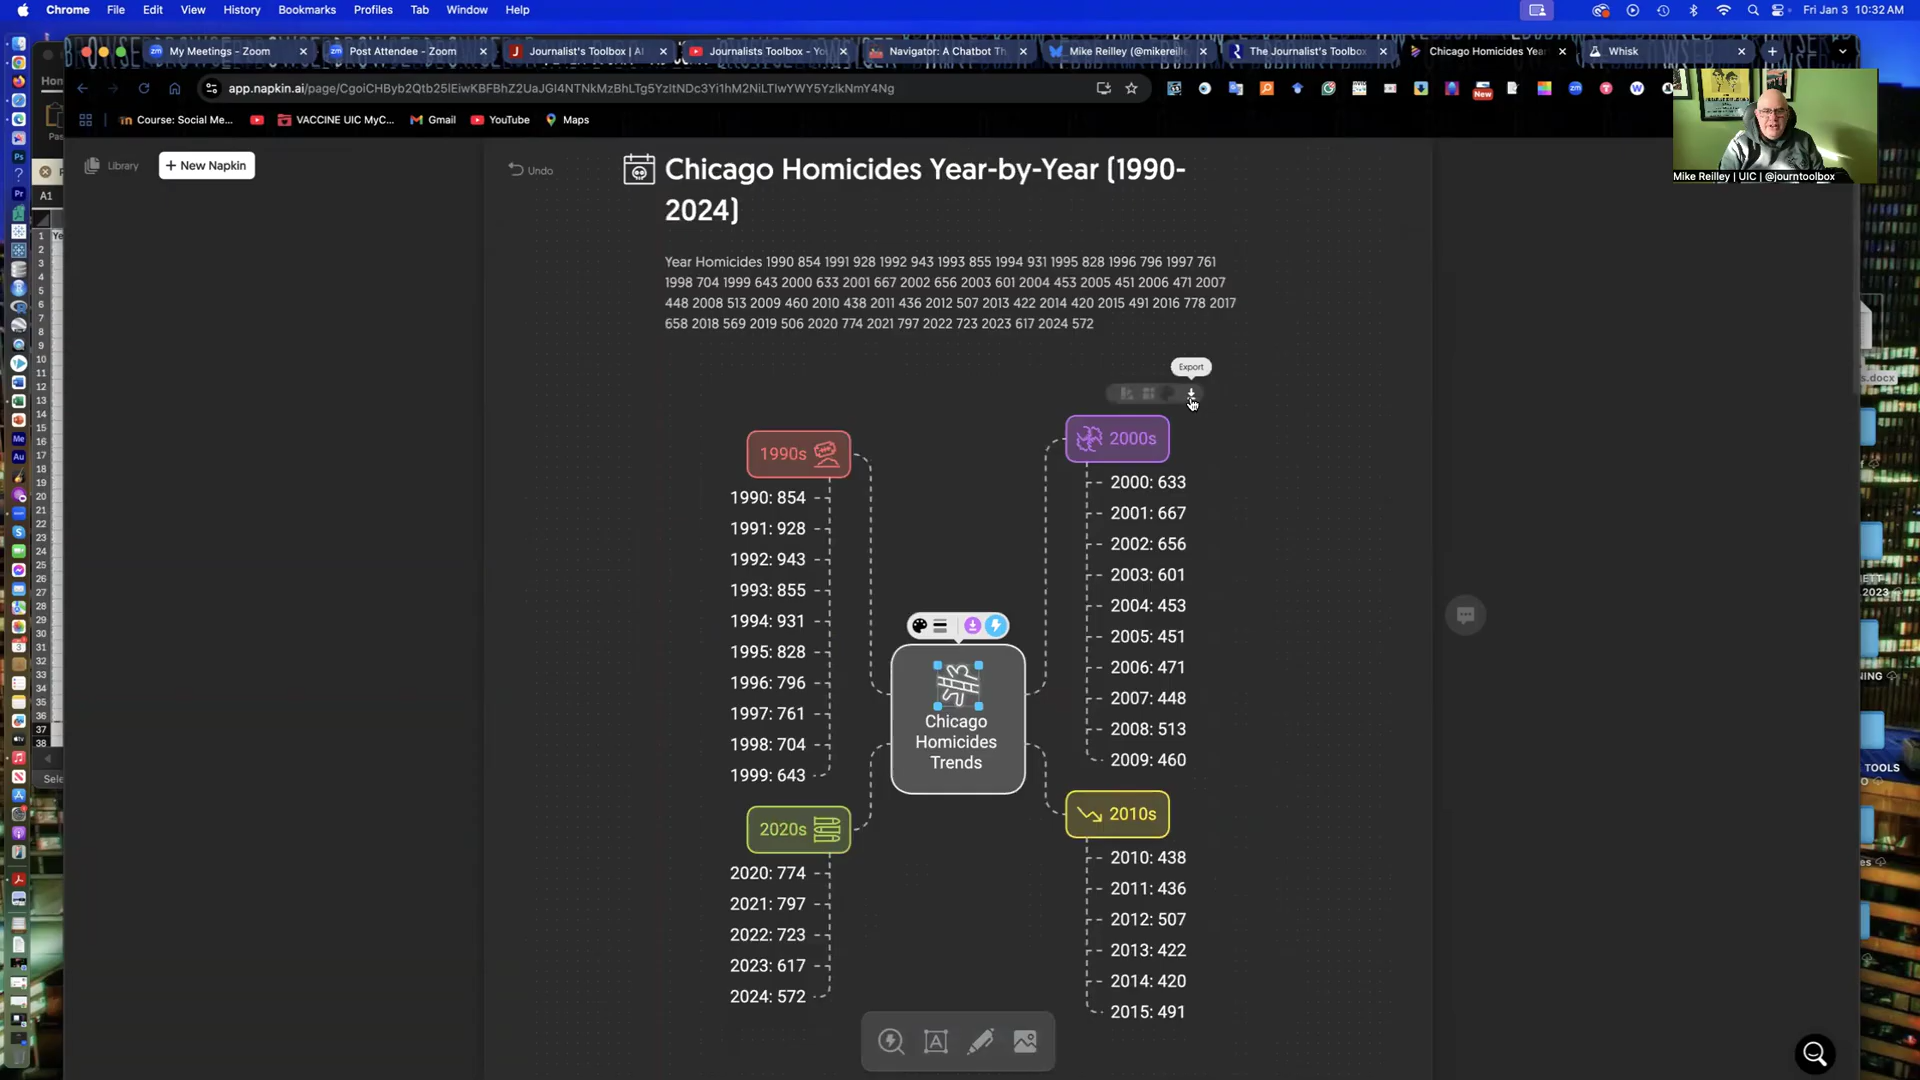 Chrome File Edit View History Bookmarks Profiles Tab Window Help
Fri Jan 3 10:32 AM
My Meetings - Zoom
Post Attendee - Zoom
Journalist's Toolbox | AI
Journalists Toolbox - You
Navigator: A Chatbot Th
Mike Reilley (@mikereille
The Journalist's Toolbox
Chicago Homicides Yea
Whisk
Course: Social Me...
VACCINE UIC MyC...
Gmail
YouTube
Maps
New
Mike Reilley | UIC | @journtoolbox
Library
+ New Napkin
Undo
Chicago Homicides Year-by-Year (1990-
2024)
Year Homicides 1990 854 1991 928 1992 943 1993 855 1994 931 1995 828 1996 796 1997 761
1998 704 1999 643 2000 633 2001 667 2002 656 2003 601 2004 453 2005 451 2006 471 2007
448 2008 513 2009 460 2010 438 2011 436 2012 507 2013 422 2014 420 2015 491 2016 778 2017
658 2018 569 2019 506 2020 774 2021 797 2022 723 2023 617 2024 572
Export
1990s
1990: 854
1991: 928
1992: 943
1993: 855
1994: 931
1995: 828
1996: 796
1997: 761
1998: 704
1999: 643
2000s
2000: 633
2001: 667
2002: 656
2003: 601
2004: 453
2005: 451
2006: 471
2007: 448
2008: 513
2009: 460
Chicago
Homicides
Trends
2020s
2020: 774
2021: 797
2022: 723
2023: 617
2024: 572
2010s
2010: 438
2011: 436
2012: 507
2013: 422
2014: 420
2015: 491
A1
s.docx
2023
NING
TOOLS